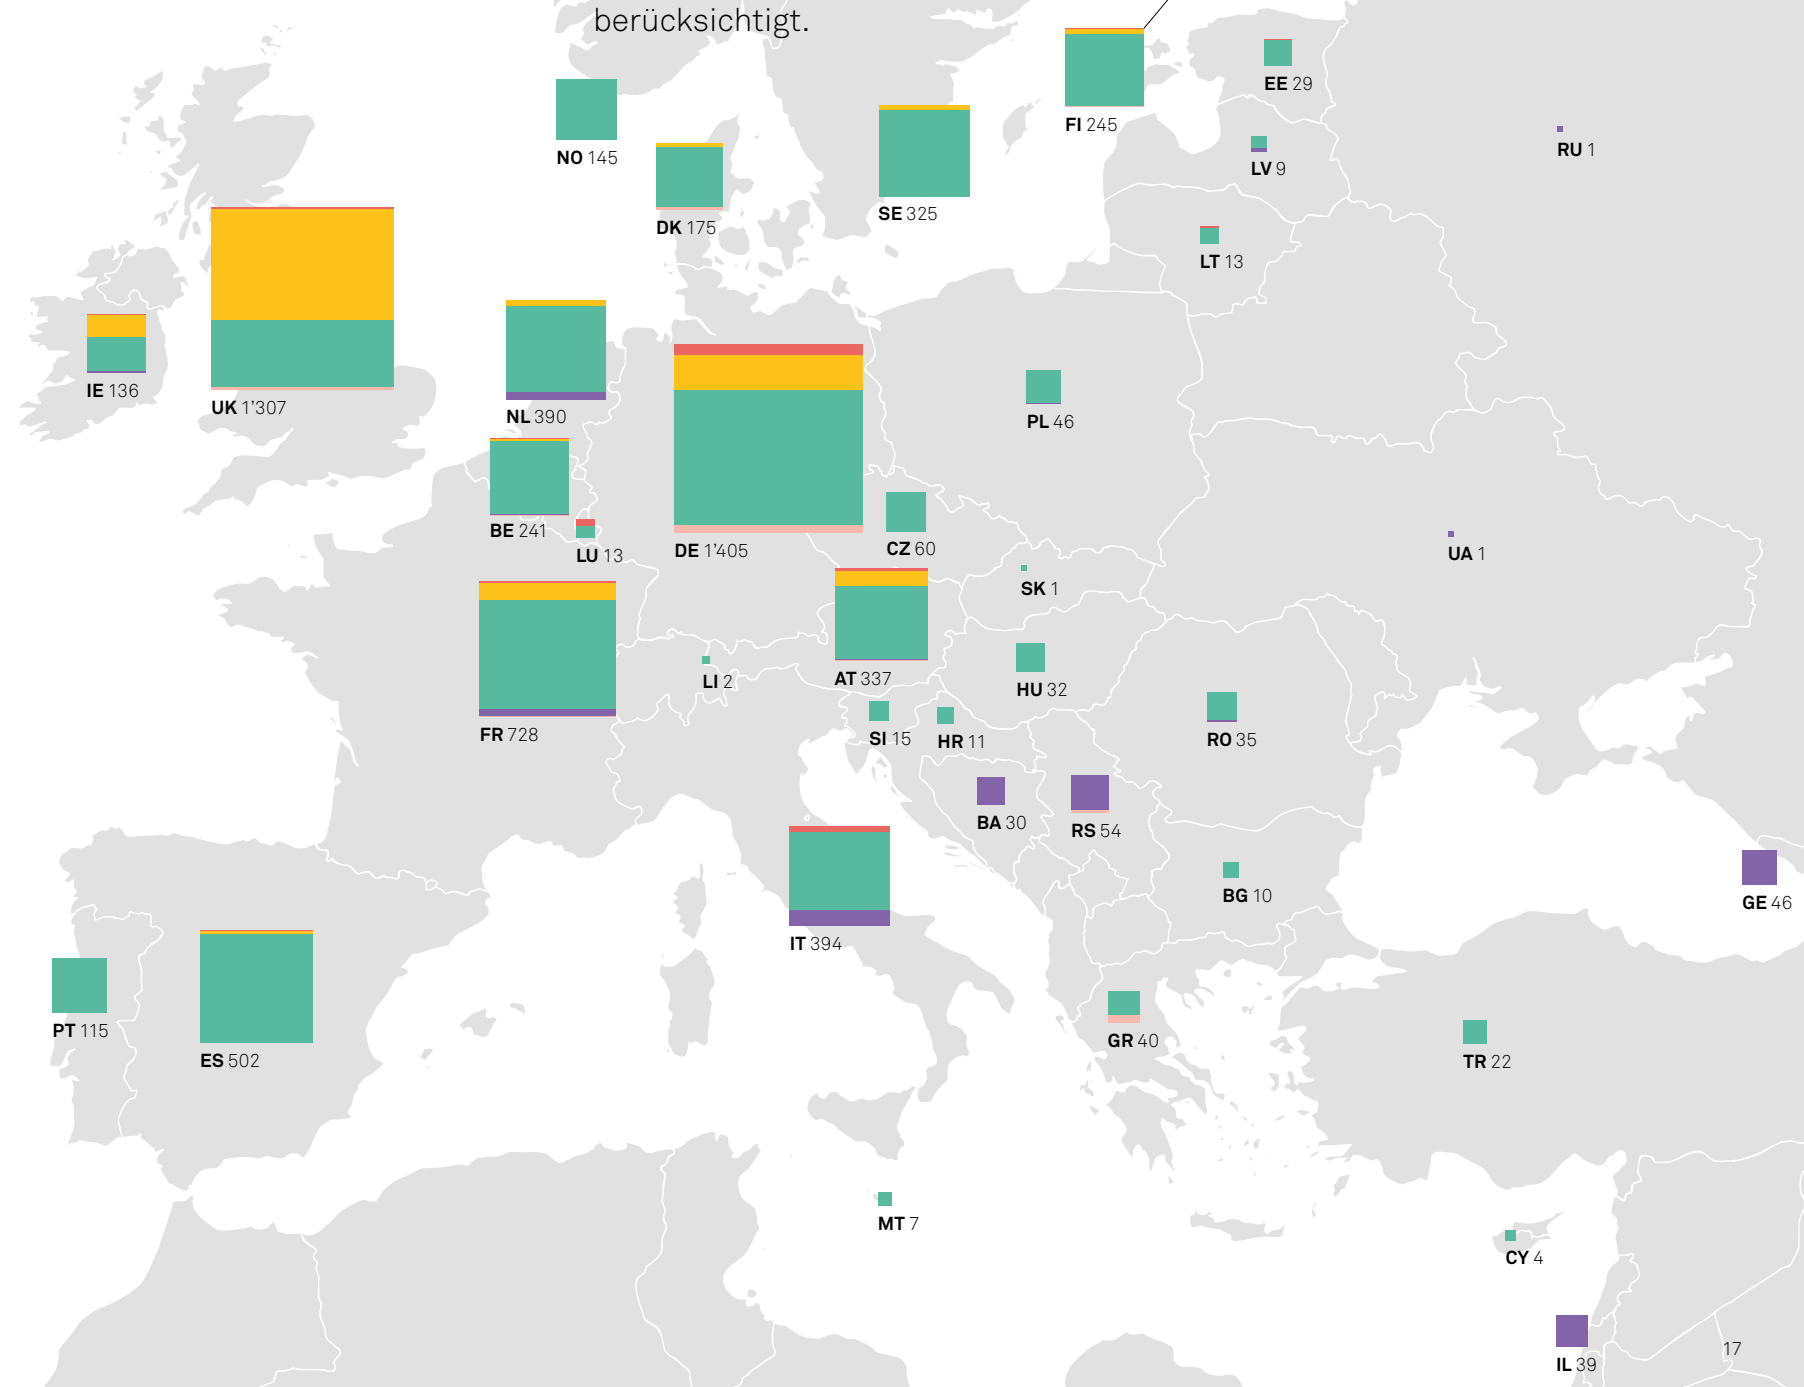 berücksichtigt.
EE 29
FI 245
RU 1
NO 145
LV 9
SE 325
DK 175
LT 13
IE 136
UK 1’307
NL 390
PL 46
BE 241
LU 13
DE 1’405
CZ 60
UA 1
SK 1
LI 2
AT 337
HU 32
FR 728
SI 15
HR 11
RO 35
BA 30
RS 54
BG 10
GE 46
IT 394
PT 115
ES 502
GR 40
TR 22
MT 7
CY 4
17
IL 39